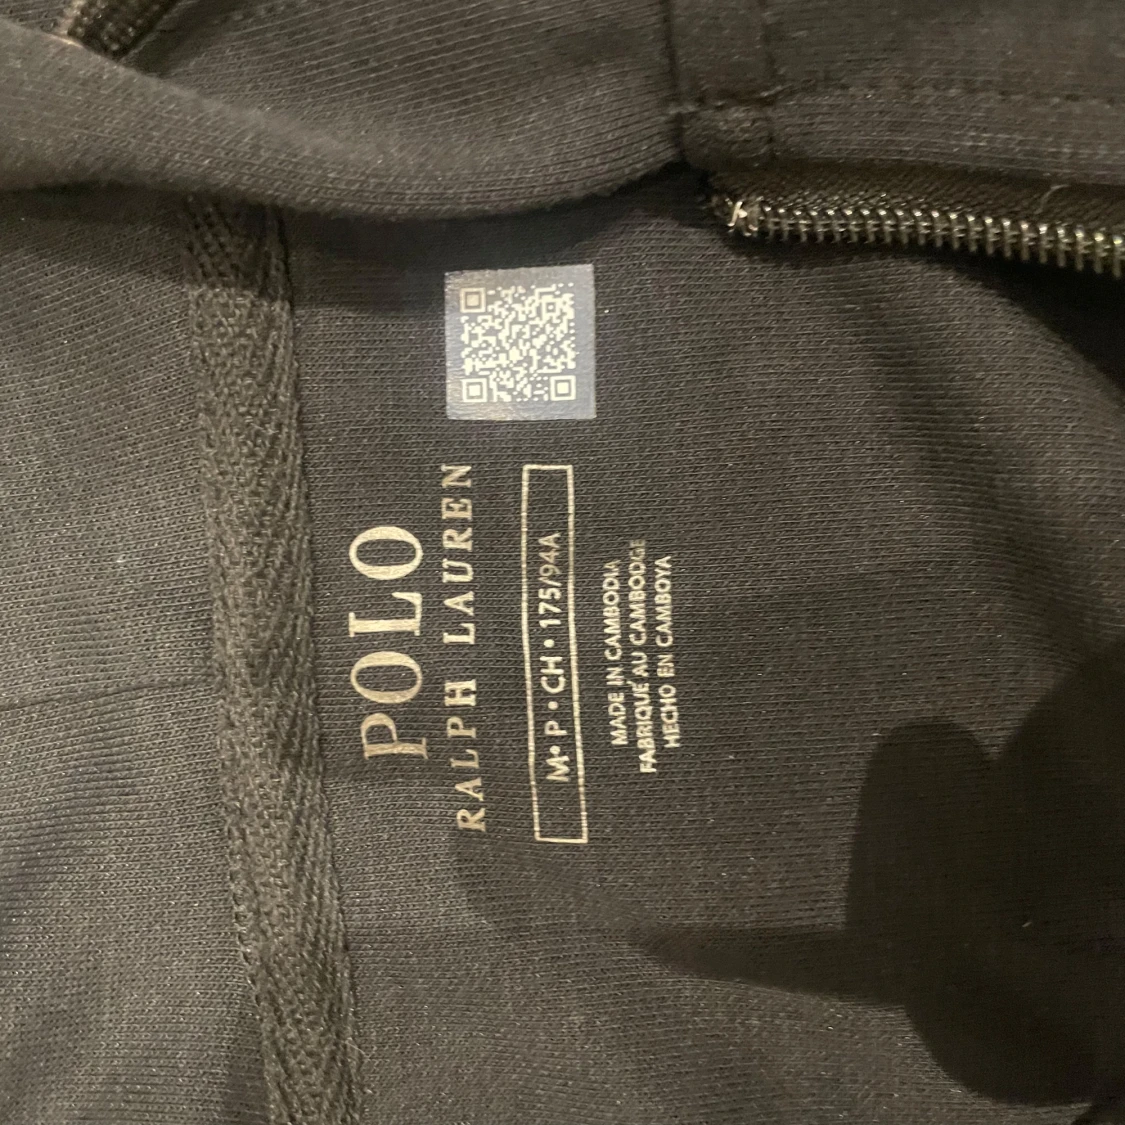 POLO
RALPH LAUREN
M• P • CH • 175/94A
MADE IN CAMBODIA
FABRIQUÉ AU CAMBODGE
HECHO EN CAMBOYA